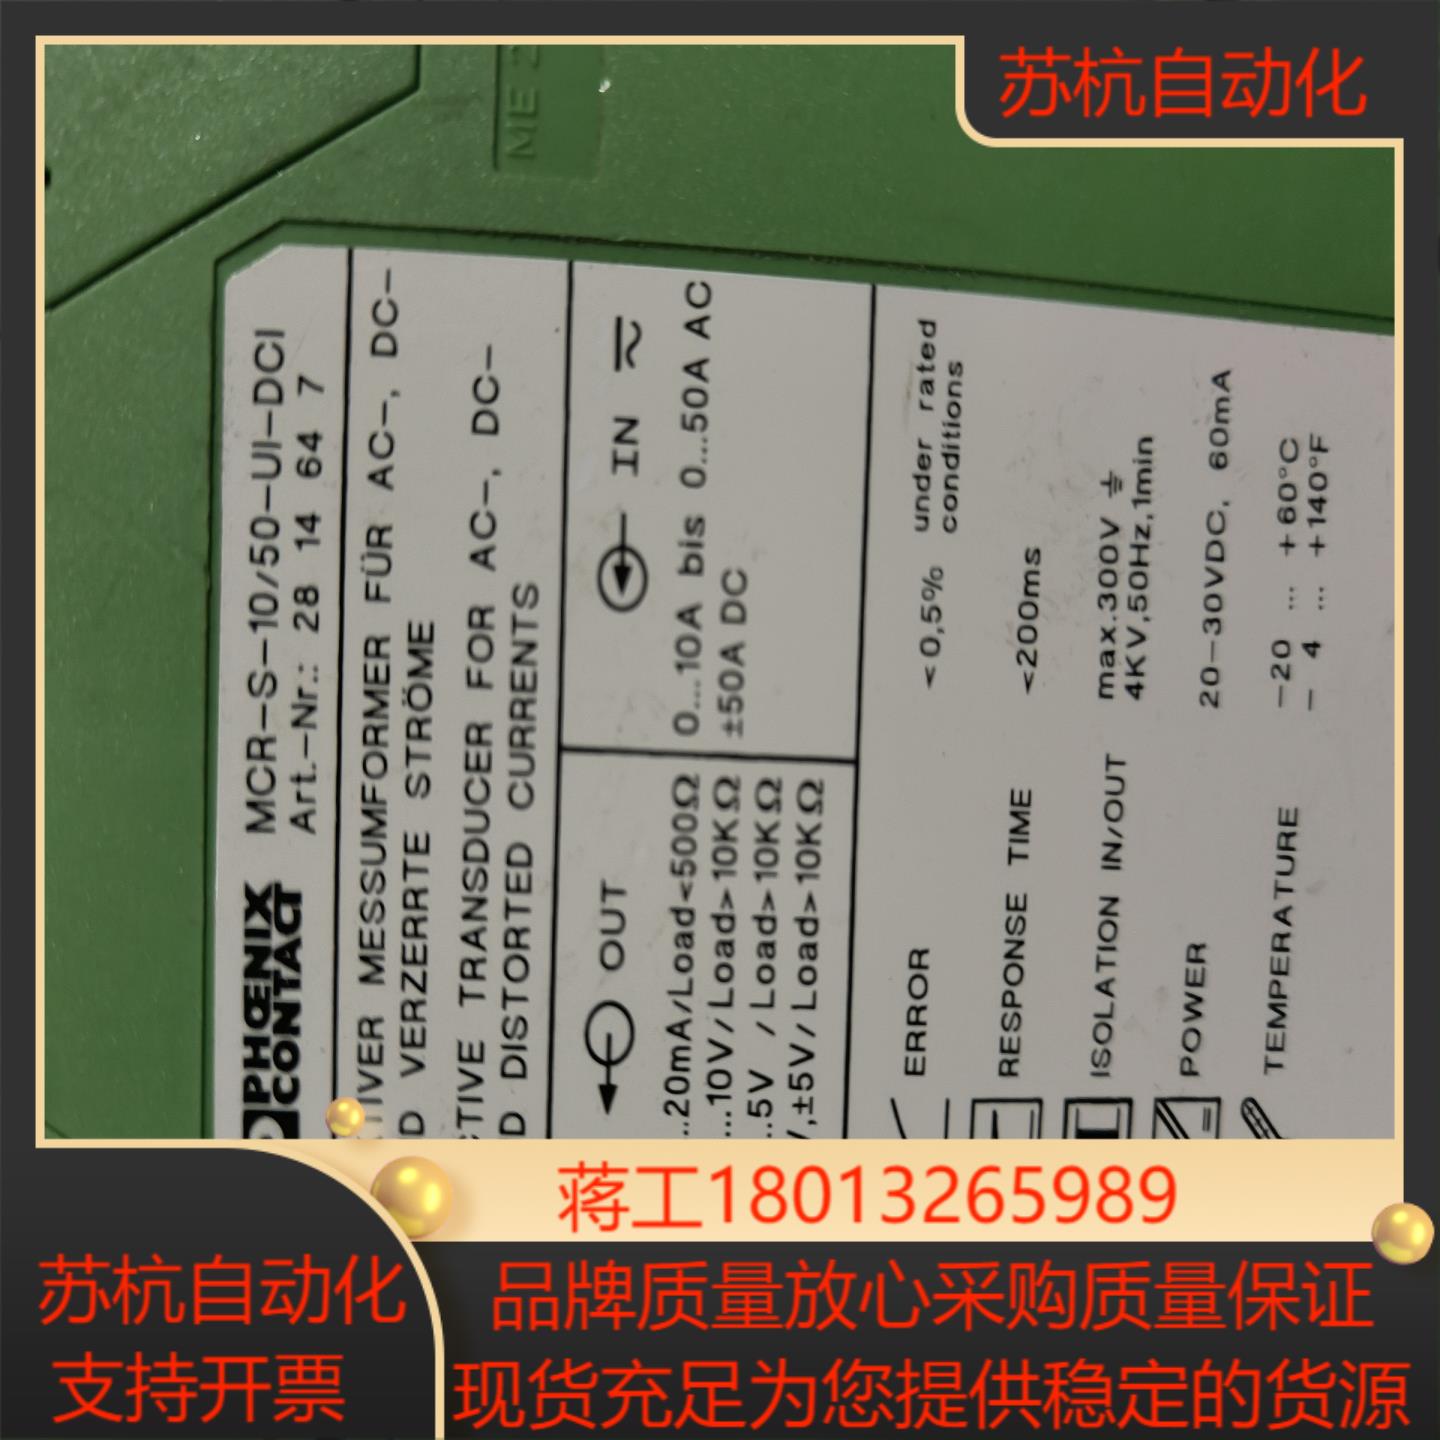 苏杭自动化
ME 2
PHŒNIX
CONTACT
MCR-S-10/50-UI-DCI
Art.-Nr.: 28 14 64 7
TIVER MESSUMFORMER FÜR AC-, DC-
D VERZERRTE STRÖME
TIVE TRANSDUCER FOR AC-, DC-
D DISTORTED CURRENTS
OUT
...20mA/Load<500Ω
...10V/Load>10KΩ
...5V /Load>10KΩ
,±5V/Load>10KΩ
IN
0...10A bis 0...50A AC
±50A DC
ERROR <0,5% under rated
conditions
RESPONSE TIME <200ms
ISOLATION IN/OUT max.300V
4KV,50Hz,1min
POWER 20-30VDC, 60mA
TEMPERATURE -20 ... +60°C
- 4 ... +140°F
蒋工18013265989
苏杭自动化
支持开票
品牌质量放心采购质量保证
现货充足为您提供稳定的货源